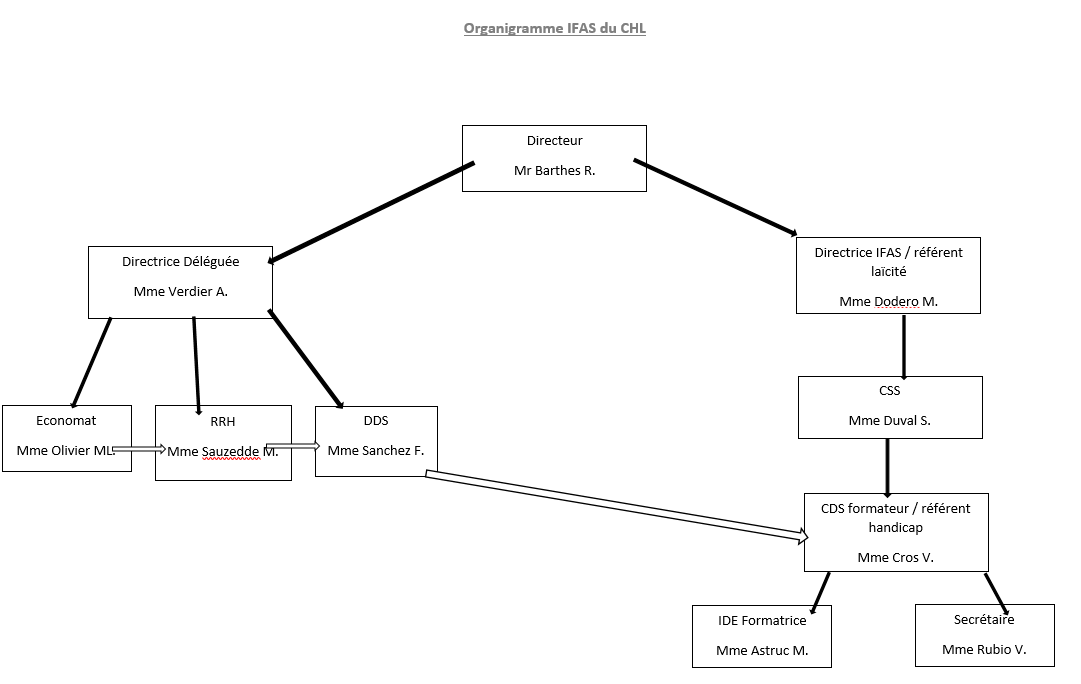 Organigramme IFAS du CHL
Directeur
Mr Barthes R.
Directrice Déléguée
Mme Verdier A.
Directrice IFAS / référent
laïcité
Mme Dodero M.
Economat
Mme Olivier ML.
RRH
Mme Sauzedde M.
DDS
Mme Sanchez F.
CSS
Mme Duval S.
CDS formateur / référent
handicap
Mme Cros V.
IDE Formatrice
Mme Astruc M.
Secrétaire
Mme Rubio V.